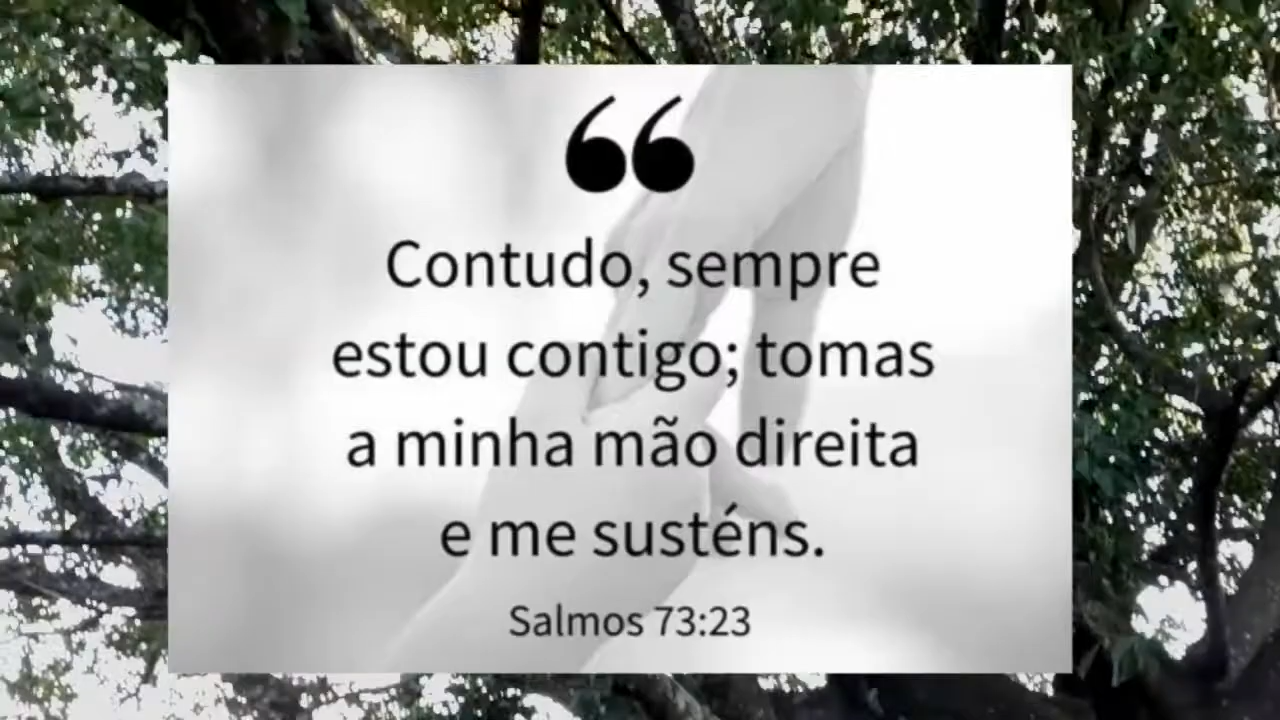 “
Contudo, sempre
estou contigo; tomas
a minha mão direita
e me susténs.
Salmos 73:23